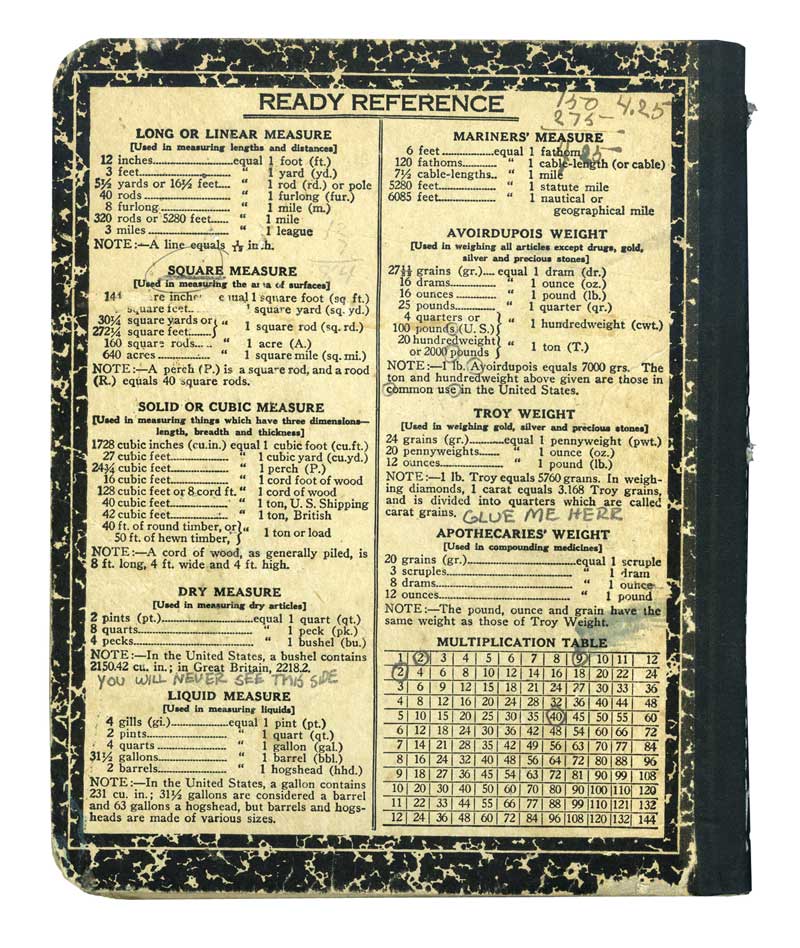 READY REFERENCE
150 4.25
275
LONG OR LINEAR MEASURE
[Used in measuring lengths and distances]
12 inches....................equal 1 foot (ft.)
3 feet........................ " 1 yard (yd.)
5½ yards or 16½ feet.... " 1 rod (rd.) or pole
40 rods........................ " 1 furlong (fur.)
8 furlong..................... " 1 mile (m.)
320 rods or 5280 feet...... " 1 mile
3 miles........................ " 1 league
NOTE:—A line equals 1/12 inch.
SQUARE MEASURE
[Used in measuring the area of surfaces]
144 re inches equal 1 square foot (sq. ft.)
square feet.... " 1 square yard (sq. yd.)
30¼ square yards or
272¼ square feet........} " 1 square rod (sq. rd.)
160 square rods..... " 1 acre (A.)
640 acres.................. " 1 square mile (sq. mi.)
NOTE:—A perch (P.) is a square rod, and a rood
(R.) equals 40 square rods.
SOLID OR CUBIC MEASURE
[Used in measuring things which have three dimensions—
length, breadth and thickness]
1728 cubic inches (cu.in.) equal 1 cubic foot (cu.ft.)
27 cubic feet.................. " 1 cubic yard (cu.yd.)
24¾ cubic feet.................. " 1 perch (P.)
16 cubic feet.................. " 1 cord foot of wood
128 cubic feet or 8 cord ft. " 1 cord of wood
40 cubic feet.................. " 1 ton, U. S. Shipping
42 cubic feet.................. " 1 ton, British
40 ft. of round timber, or
50 ft. of hewn timber,} " 1 ton or load
NOTE:—A cord of wood, as generally piled, is
8 ft. long, 4 ft. wide and 4 ft. high.
DRY MEASURE
[Used in measuring dry articles]
2 pints (pt.)........................equal 1 quart (qt.)
8 quarts.............................. " 1 peck (pk.)
4 pecks............................... " 1 bushel (bu.)
NOTE:—In the United States, a bushel contains
2150.42 cu. in.; in Great Britain, 2218.2.
YOU WILL NEVER SEE THIS SIDE
LIQUID MEASURE
[Used in measuring liquids]
4 gills (gi.)..................equal 1 pint (pt.)
2 pints........................ " 1 quart (qt.)
4 quarts ..................... " 1 gallon (gal.)
31½ gallons..................... " 1 barrel (bbl.)
2 barrels..................... " 1 hogshead (hhd.)
NOTE:—In the United States, a gallon contains
231 cu. in.; 31½ gallons are considered a barrel
and 63 gallons a hogshead, but barrels and hogs-
heads are made of various sizes.
MARINERS' MEASURE
6 feet....................equal 1 fathom
120 fathoms............ " 1 cable-length (or cable)
7½ cable-lengths.. " 1 mile
5280 feet.................. " 1 statute mile
6085 feet.................. " 1 nautical or
geographical mile
AVOIRDUPOIS WEIGHT
[Used in weighing all articles except drugs, gold,
silver and precious stones]
27 11/32 grains (gr.).... equal 1 dram (dr.)
16 drams................ " 1 ounce (oz.)
16 ounces .............. " 1 pound (lb.)
25 pounds............... " 1 quarter (qr.)
4 quarters or
100 pounds.(U. S.)} " 1 hundredweight (cwt.)
20 hundredweight
or 2000 pounds } " 1 ton (T.)
NOTE:—1 lb. Avoirdupois equals 7000 grs. The
ton and hundredweight above given are those in
common use in the United States.
TROY WEIGHT
[Used in weighing gold, silver and precious stones]
24 grains (gr.)............equal 1 pennyweight (pwt.)
20 pennyweights...... " 1 ounce (oz.)
12 ounces.................. " 1 pound (lb.)
NOTE:—1 lb. Troy equals 5760 grains. In weigh-
ing diamonds, 1 carat equals 3.168 Troy grains,
and is divided into quarters which are called
carat grains. GLUE ME HERE
APOTHECARIES' WEIGHT
[Used in compounding medicines]
20 grains (gr.)...........................equal 1 scruple
3 scruples................................ " 1 dram
8 drams.................................. " 1 ounce
12 ounces................................. " 1 pound
NOTE:—The pound, ounce and grain have the
same weight as those of Troy Weight.
MULTIPLICATION TABLE
1 2 3 4 5 6 7 8 9 10 11 12
2 4 6 8 10 12 14 16 18 20 22 24
3 6 9 12 15 18 21 24 27 30 33 36
4 8 12 16 20 24 28 32 36 40 44 48
5 10 15 20 25 30 35 40 45 50 55 60
6 12 18 24 30 36 42 48 54 60 66 72
7 14 21 28 35 42 49 56 63 70 77 84
8 16 24 32 40 48 56 64 72 80 88 96
9 18 27 36 45 54 63 72 81 90 99 108
10 20 30 40 50 60 70 80 90 100 110 120
11 22 33 44 55 66 77 88 99 110 121 132
12 24 36 48 60 72 84 96 108 120 132 144